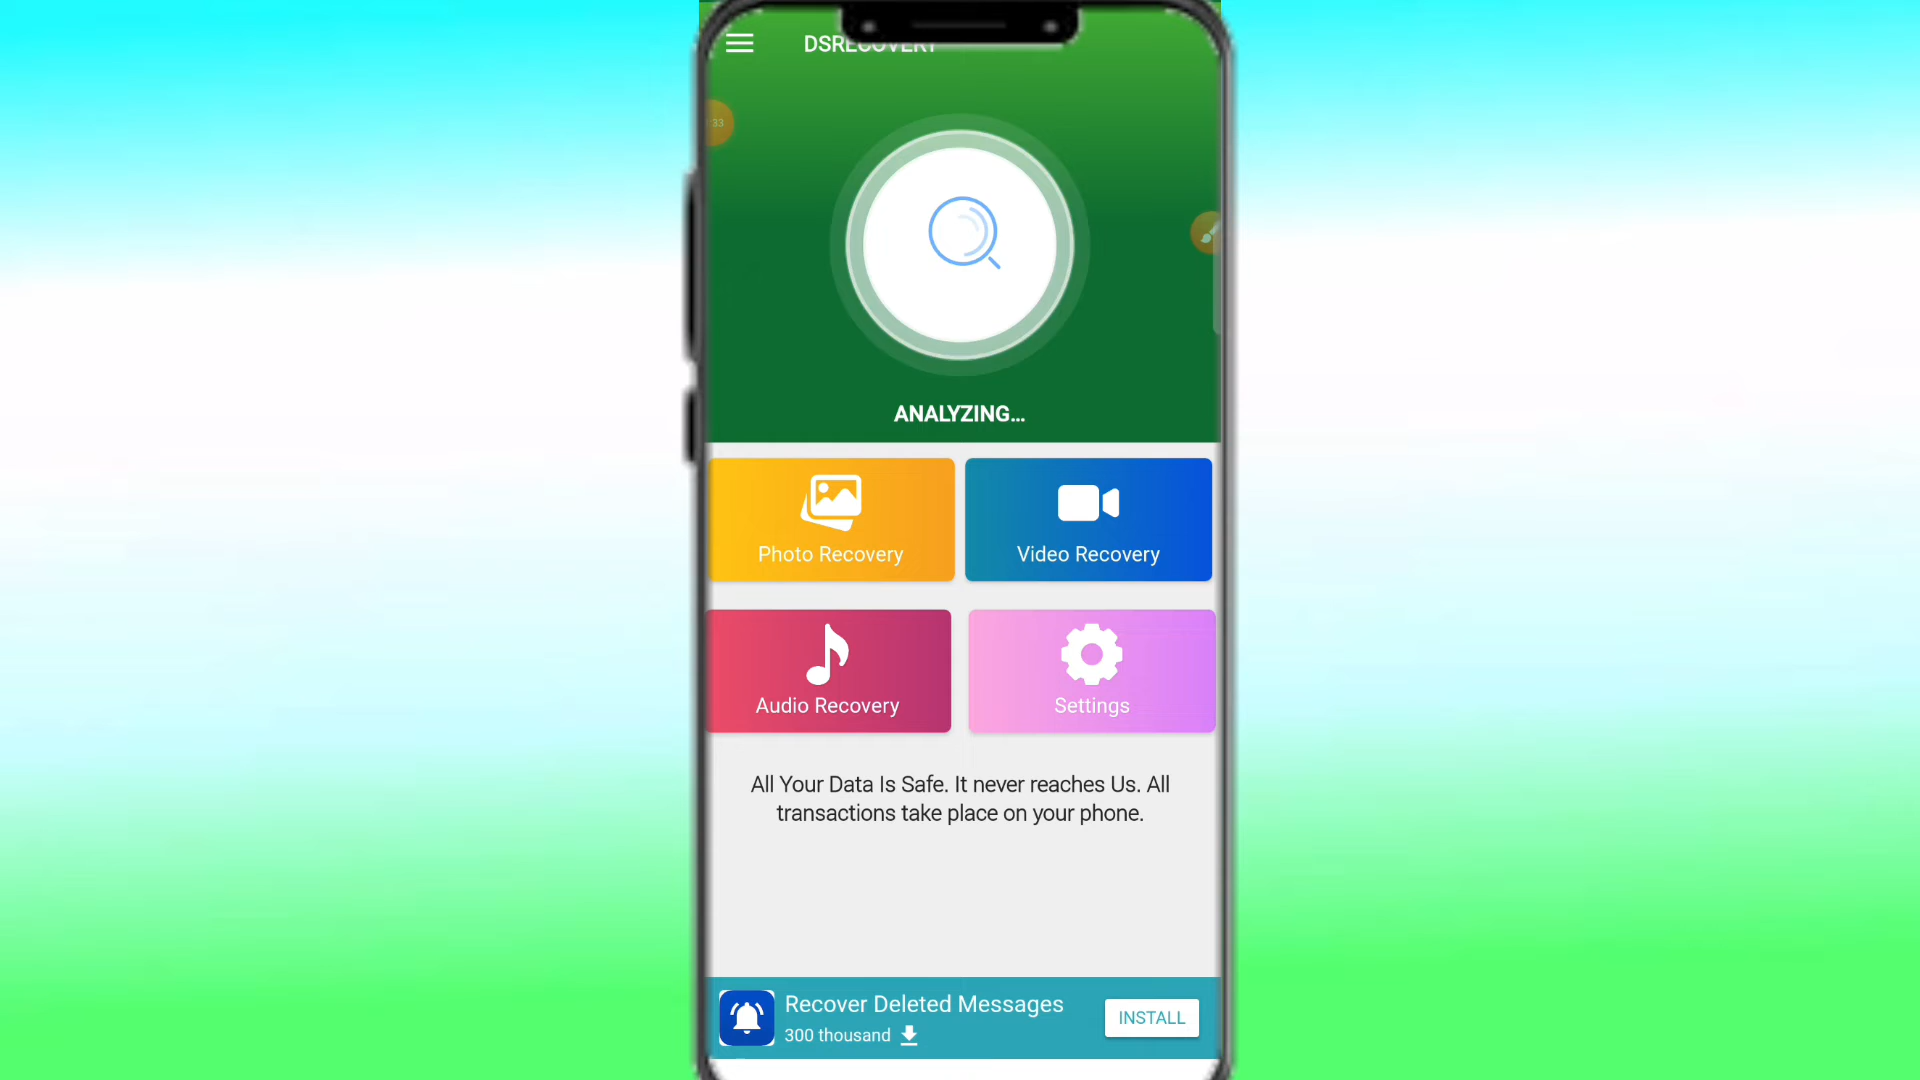 DSRECOVERY
33
ANALYZING...
Photo Recovery
Video Recovery
Audio Recovery
Settings
All Your Data Is Safe. It never reaches Us. All
transactions take place on your phone.
Recover Deleted Messages
300 thousand
INSTALL